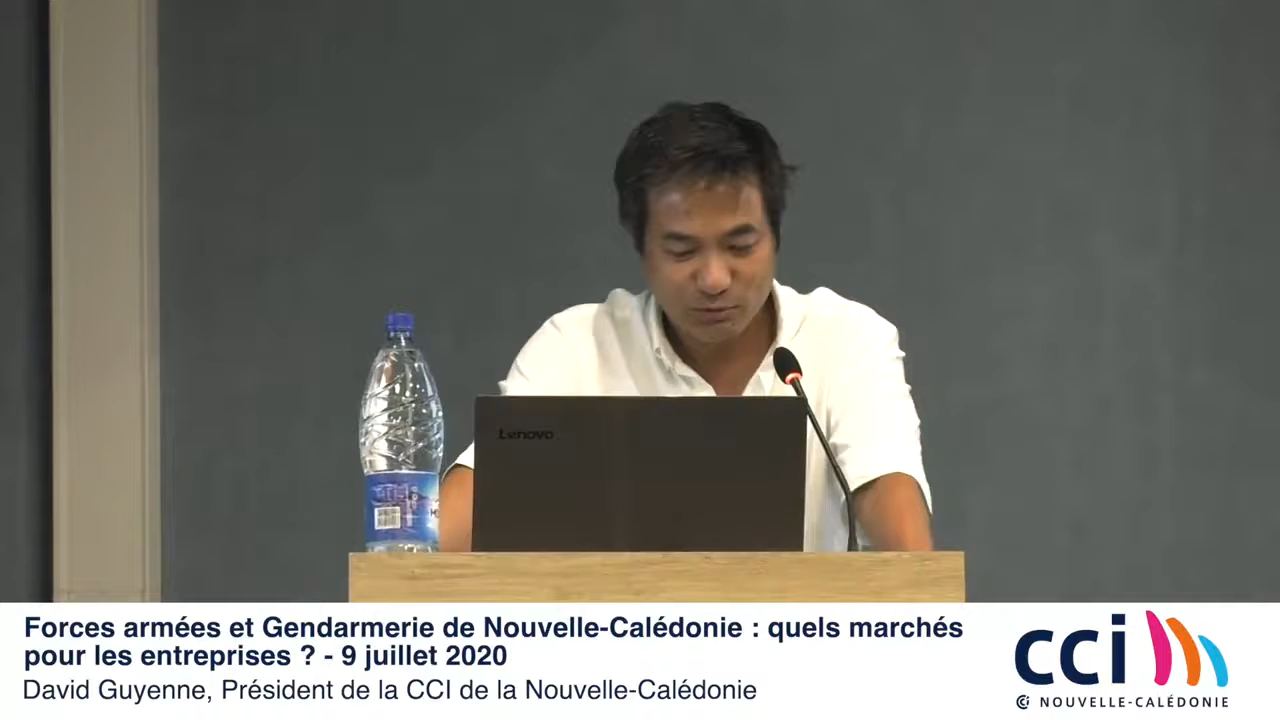 Lenovo
Forces armées et Gendarmerie de Nouvelle-Calédonie : quels marchés
pour les entreprises ? - 9 juillet 2020
David Guyenne, Président de la CCI de la Nouvelle-Calédonie
cci
NOUVELLE-CALÉDONIE